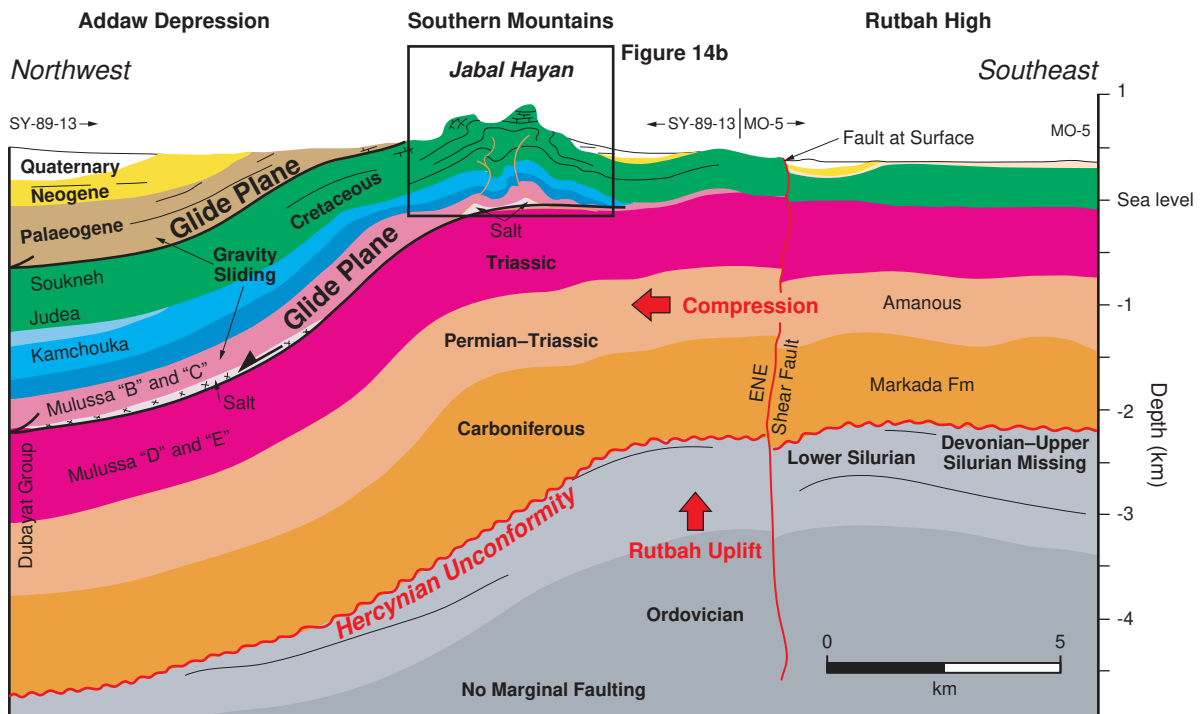 Addaw Depression
Southern Mountains
Rutbah High
Northwest
Jabal Hayan
Figure 14b
Southeast
SY-89-13
SY-89-13
MO-5
Fault at Surface
MO-5
1
Quaternary
Neogene
Palaeogene
Glide Plane
Cretaceous
Sea level
Salt
Gravity
Sliding
Soukneh
Glide Plane
Triassic
Judea
Compression
Amanous
-1
Kamchouka
Permian–Triassic
Mulussa “B” and “C”
Salt
ENE
Shear Fault
Markada Fm
Depth (km)
-2
Mulussa “D” and “E”
Carboniferous
Lower Silurian
Devonian–Upper
Silurian Missing
Dubayat Group
-3
Hercynian Unconformity
Rutbah Uplift
Ordovician
-4
0
5
km
No Marginal Faulting